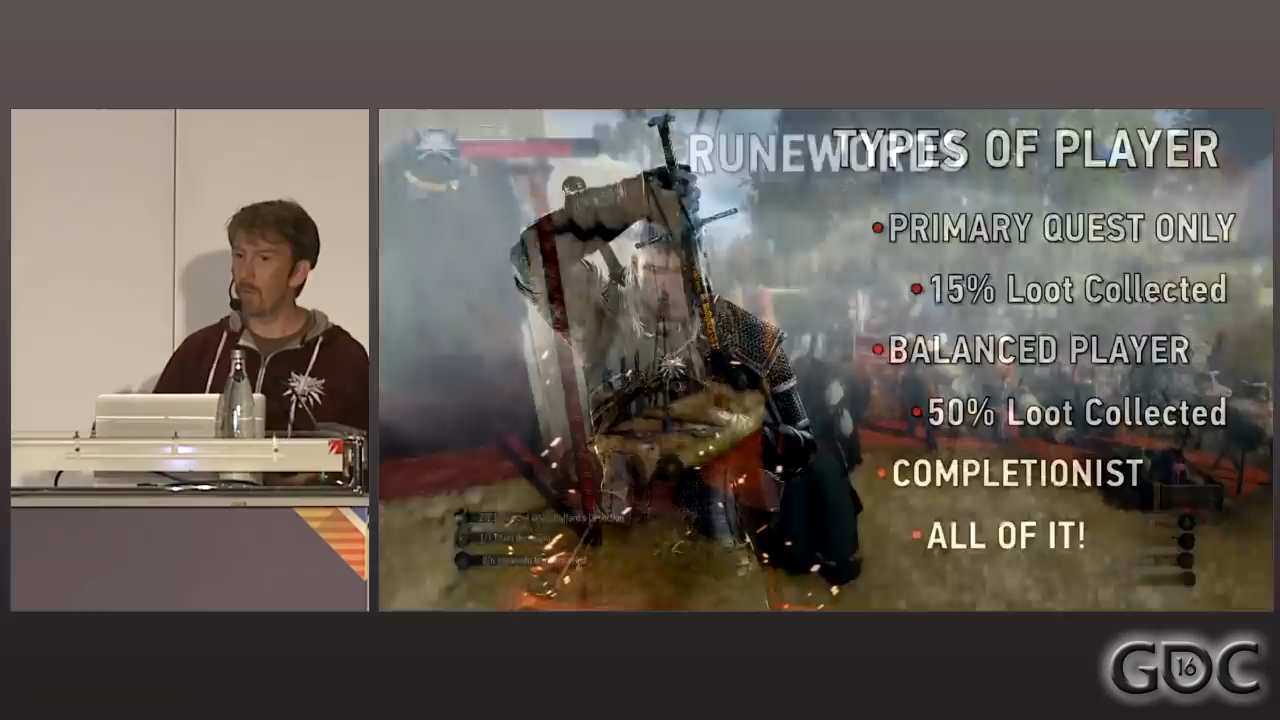 RUNEWORDS
TYPES OF PLAYER
•PRIMARY QUEST ONLY
•15% Loot Collected
•BALANCED PLAYER
•50% Loot Collected
•COMPLETIONIST
•ALL OF IT!
GDC
16